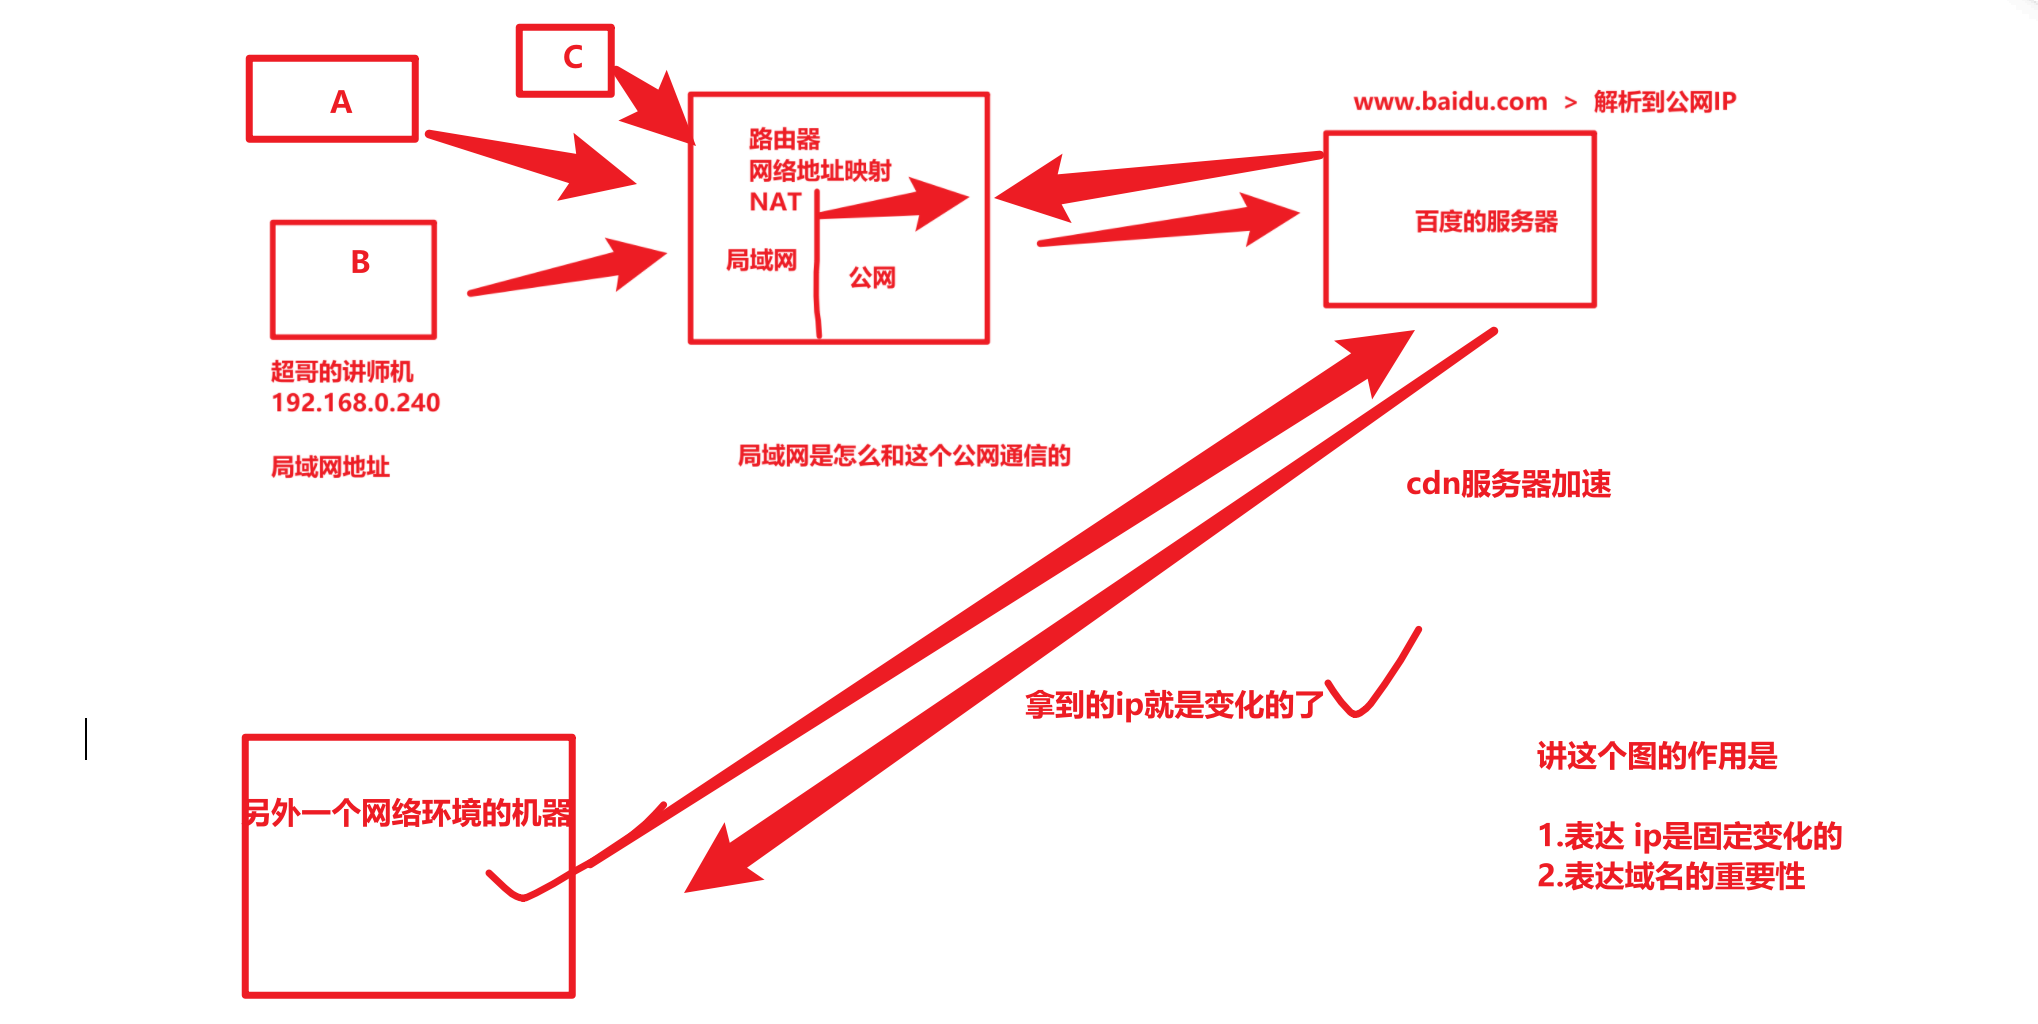 C
A
www.baidu.com > 解析到公网IP
路由器
网络地址映射
NAT
百度的服务器
B
局域网
公网
超哥的讲师机
192.168.0.240
局域网是怎么和这个公网通信的
局域网地址
cdn服务器加速
拿到的ip就是变化的了
讲这个图的作用是
另外一个网络环境的机器
1.表达 ip是固定变化的
2.表达域名的重要性